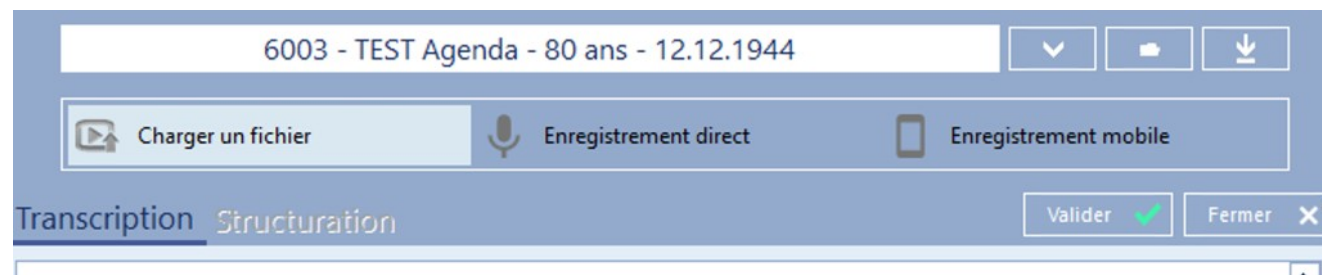 6003 - TEST Agenda - 80 ans - 12.12.1944
Charger un fichier Enregistrement direct Enregistrement mobile
Transcription Structuration Valider Fermer